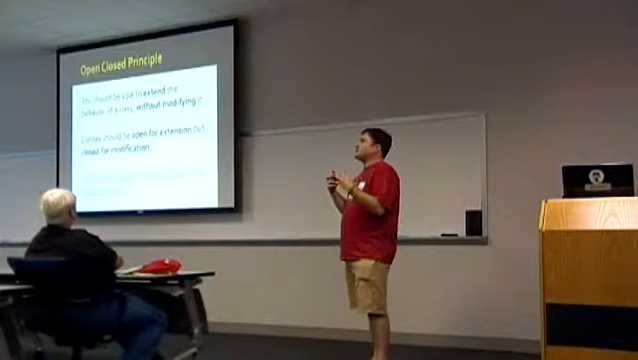 Open Closed Principle
You should be able to extend the
behavior of a class, without modifying it
Classes should be open for extension but
closed for modification